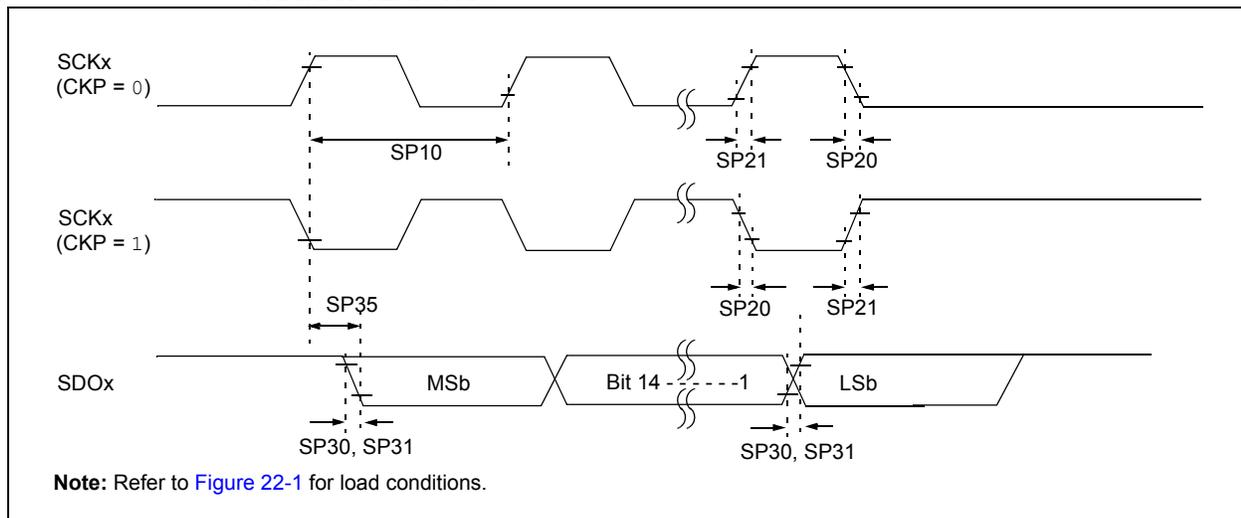 SCKx
(CKP = 0)
SP10
SP21
SP20
SCKx
(CKP = 1)
SP20
SP21
SP35
SDOx
MSb
Bit 14 - - - - - -1
LSb
SP30, SP31
SP30, SP31
Note: Refer to Figure 22-1 for load conditions.